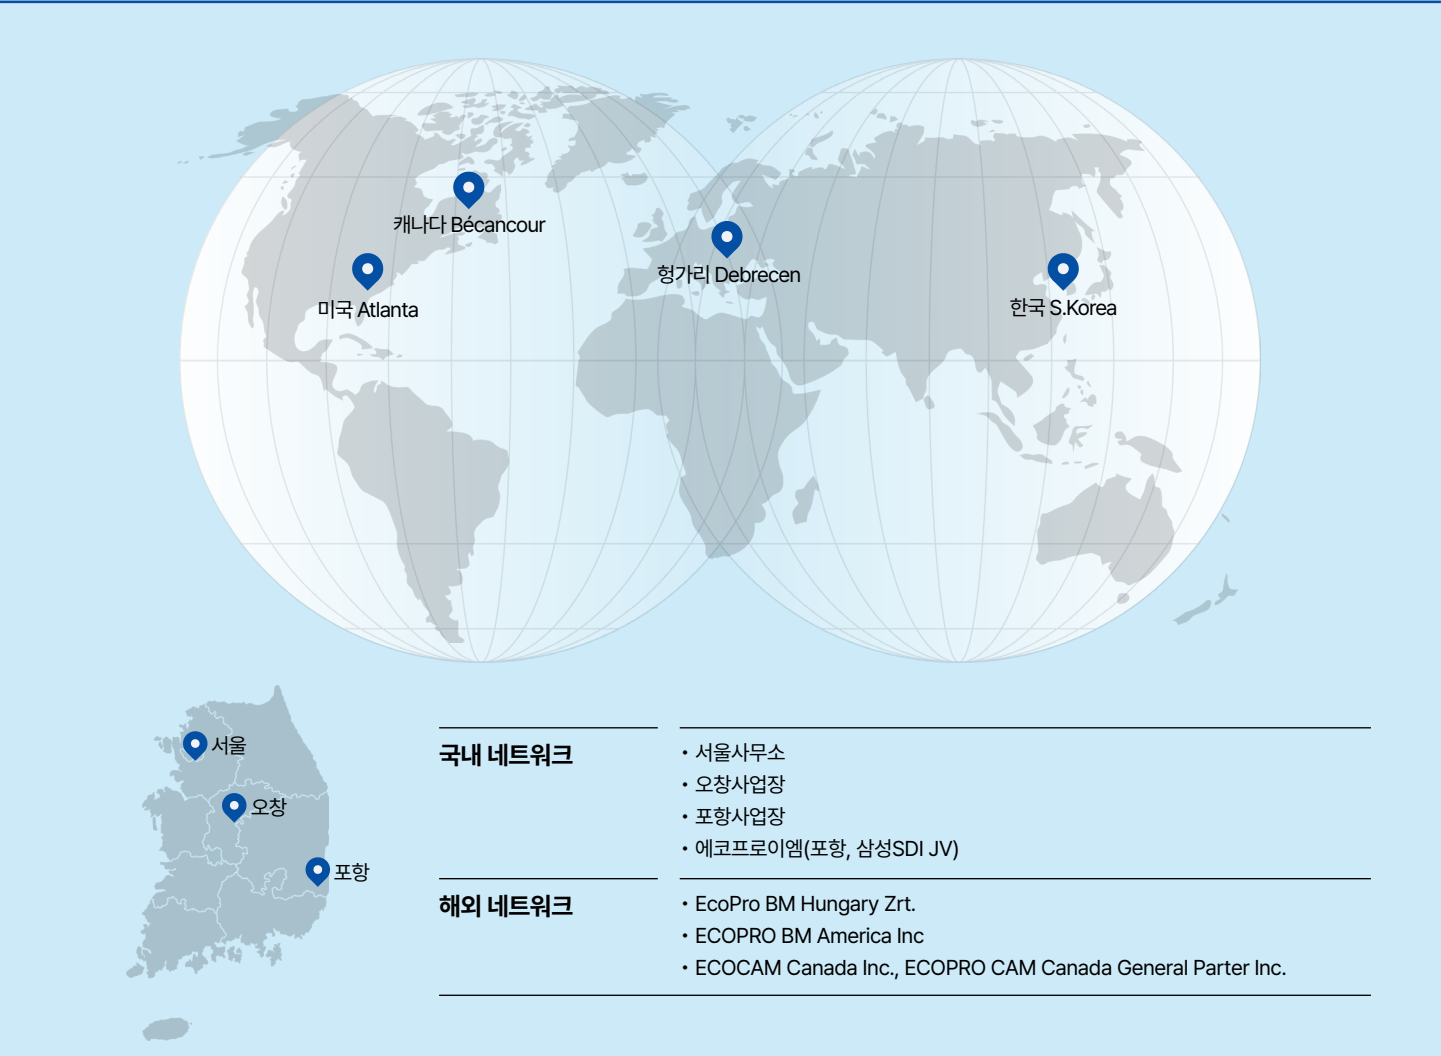 캐나다 Bécancour
미국 Atlanta
헝가리 Debrecen
한국 S.Korea
서울
오창
포항
국내 네트워크
• 서울사무소
• 오창사업장
• 포항사업장
• 에코프로이엠(포항, 삼성SDI JV)
해외 네트워크
• EcoPro BM Hungary Zrt.
• ECOPRO BM America Inc
• ECOCAM Canada Inc., ECOPRO CAM Canada General Parter Inc.